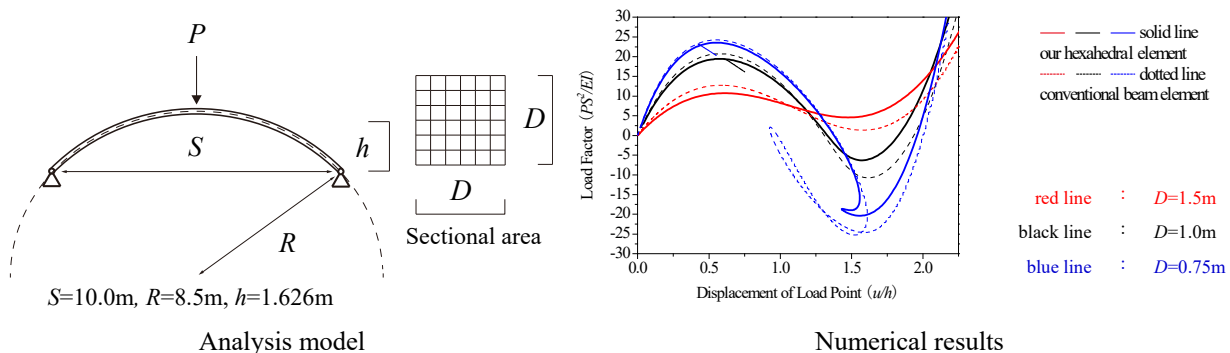 P
S
h
R
D
D
Sectional area
S=10.0m, R=8.5m, h=1.626m
Analysis model
30
25
20
15
10
5
0
-5
-10
-15
-20
-25
-30
0.0
0.5
1.0
1.5
2.0
Load Factor (PS²/EI)
Displacement of Load Point (u/h)
solid line
our hexahedral element
dotted line
conventional beam element
red line : D=1.5m
black line : D=1.0m
blue line : D=0.75m
Numerical results